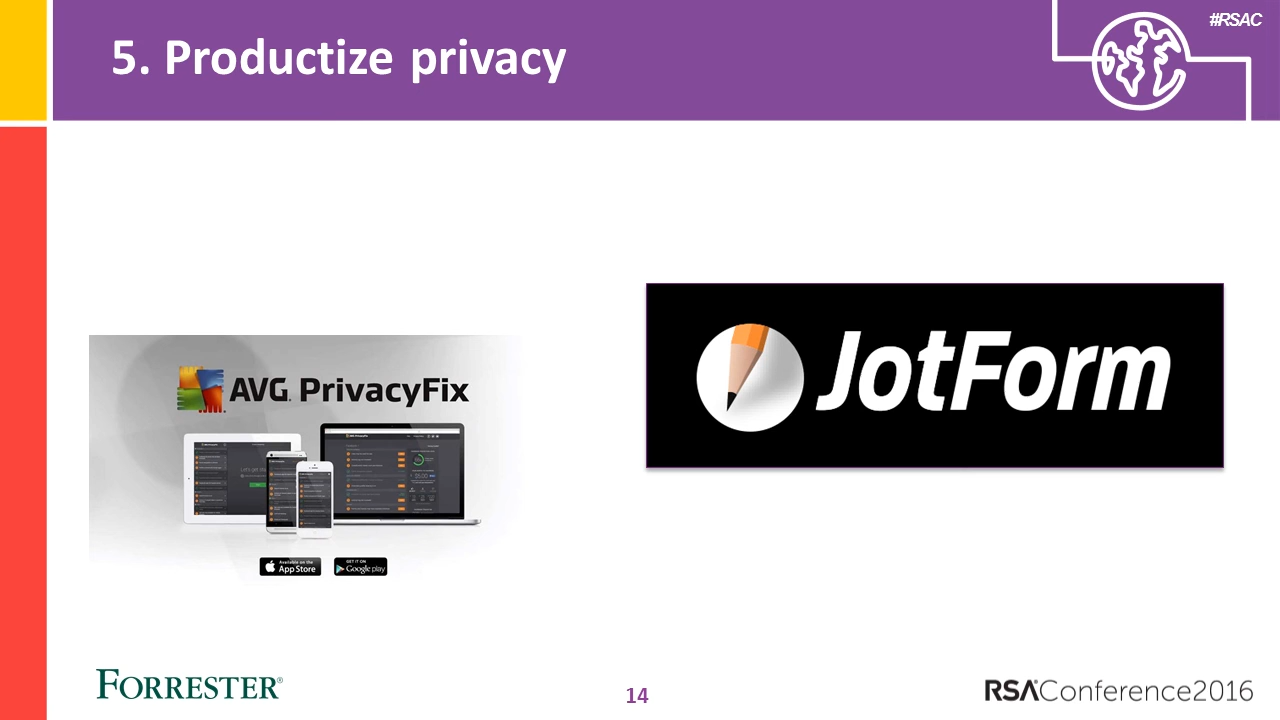 #RSAC
5. Productize privacy
JotForm
AVG. PrivacyFix
Available on the
App Store
GET IT ON
Google play
FORRESTER®
14
RSAConference2016